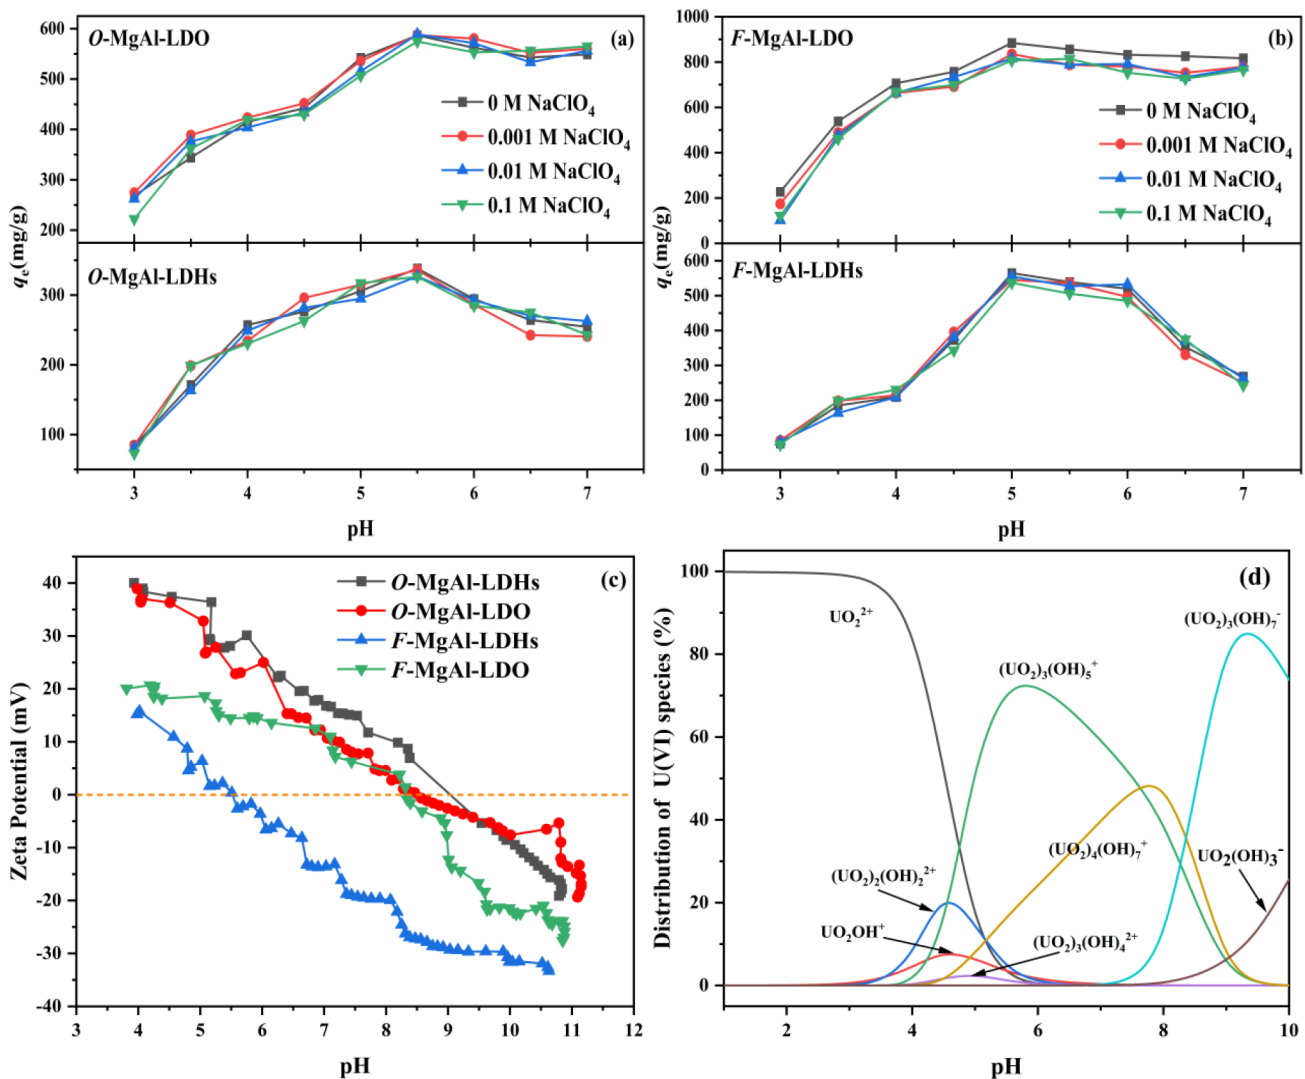 (a)
O-MgAl-LDO
600
500
400
300
200
0 M NaClO₄
0.001 M NaClO₄
0.01 M NaClO₄
0.1 M NaClO₄
qe(mg/g)
O-MgAl-LDHs
300
200
100
3 4 5 6 7
pH
(b)
F-MgAl-LDO
1000
800
600
400
200
0
0 M NaClO₄
0.001 M NaClO₄
0.01 M NaClO₄
0.1 M NaClO₄
qe(mg/g)
F-MgAl-LDHs
600
500
400
300
200
100
0
3 4 5 6 7
pH
(c)
40
30
20
10
0
-10
-20
-30
-40
O-MgAl-LDHs
O-MgAl-LDO
F-MgAl-LDHs
F-MgAl-LDO
Zeta Potential (mV)
3 4 5 6 7 8 9 10 11 12
pH
(d)
100
80
60
40
20
0
Distribution of U(VI) species (%)
UO₂²⁺
(UO₂)₃(OH)₇⁻
(UO₂)₃(OH)₅⁺
(UO₂)₄(OH)₇⁺
UO2(OH)3⁻
(UO₂)₂(OH)₂²⁺
UO₂OH⁺
(UO₂)₃(OH)₄²⁺
2 4 6 8 10
pH